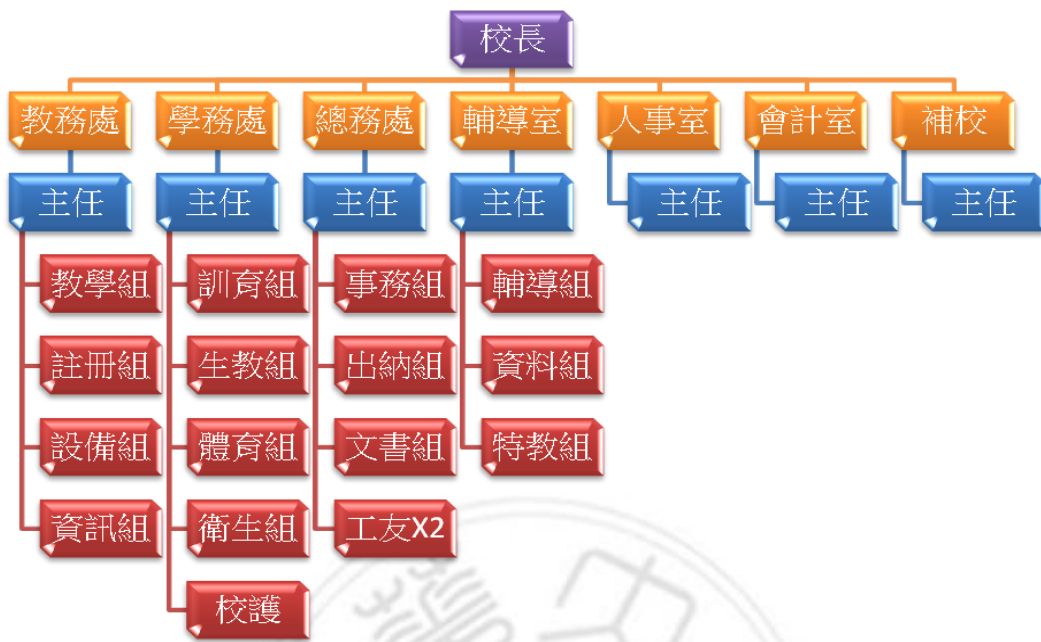 校長
教務處
學務處
總務處
輔導室
人事室
會計室
補校
主任
主任
主任
主任
主任
主任
主任
教學組
訓育組
事務組
輔導組
註冊組
生教組
出納組
資料組
設備組
體育組
文書組
特教組
資訊組
衛生組
工友X2
校護